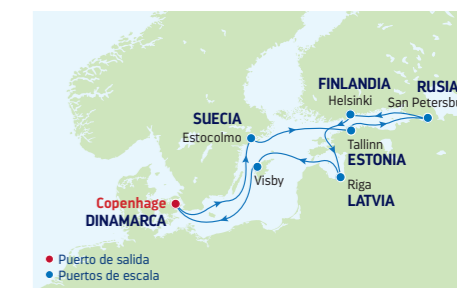 FINLANDIA
Helsinki
RUSIA
San Petersbu
SUECIA
Estocolmo
Tallinn
ESTONIA
Visby
Riga
LATVIA
Copenhage
DINAMARCA
Puerto de salida
Puertos de escala